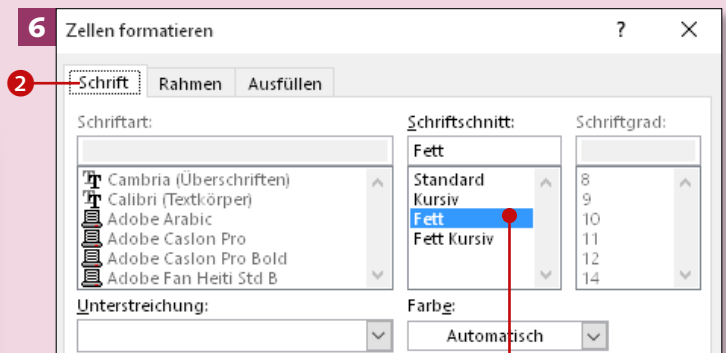 6
Zellen formatieren ? ×
2
Schrift Rahmen Ausfüllen
Schriftart: Schriftschnitt: Schriftgrad:
Fett
Cambria (Überschriften) Standard 8
Calibri (Textkörper) Kursiv 9
Adobe Arabic Fett 10
Adobe Caslon Pro Fett Kursiv 11
Adobe Caslon Pro Bold 12
Adobe Fan Heiti Std B 14
Unterstreichung: Farbe:
Automatisch